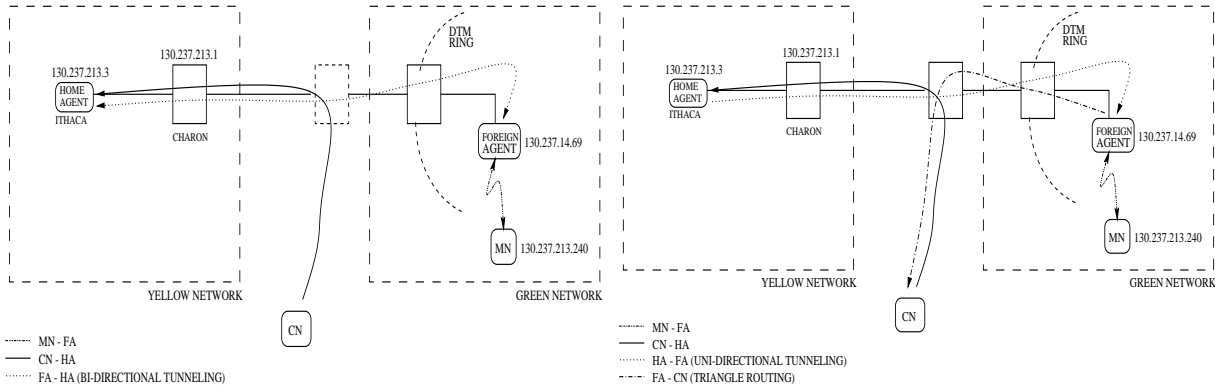 DTM
RING
130.237.213.1
130.237.213.3
HOME
AGENT
ITHACA
CHARON
FOREIGN
AGENT
130.237.14.69
MN
130.237.213.240
YELLOW NETWORK
GREEN NETWORK
CN
MN - FA
CN - HA
FA - HA (BI-DIRECTIONAL TUNNELING)
DTM
RING
130.237.213.1
130.237.213.3
HOME
AGENT
ITHACA
CHARON
FOREIGN
AGENT
130.237.14.69
MN
130.237.213.240
YELLOW NETWORK
GREEN NETWORK
CN
MN - FA
CN - HA
HA - FA (UNI-DIRECTIONAL TUNNELING)
FA - CN (TRIANGLE ROUTING)